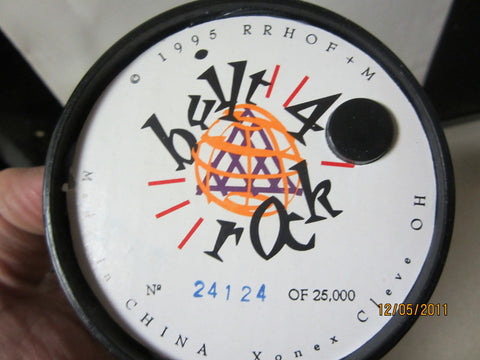 © 1995 RRHOF + M
built 4
rock
Nº 24124 OF 25,000
Made in CHINA Xonex Cleve OH
12/05/2011